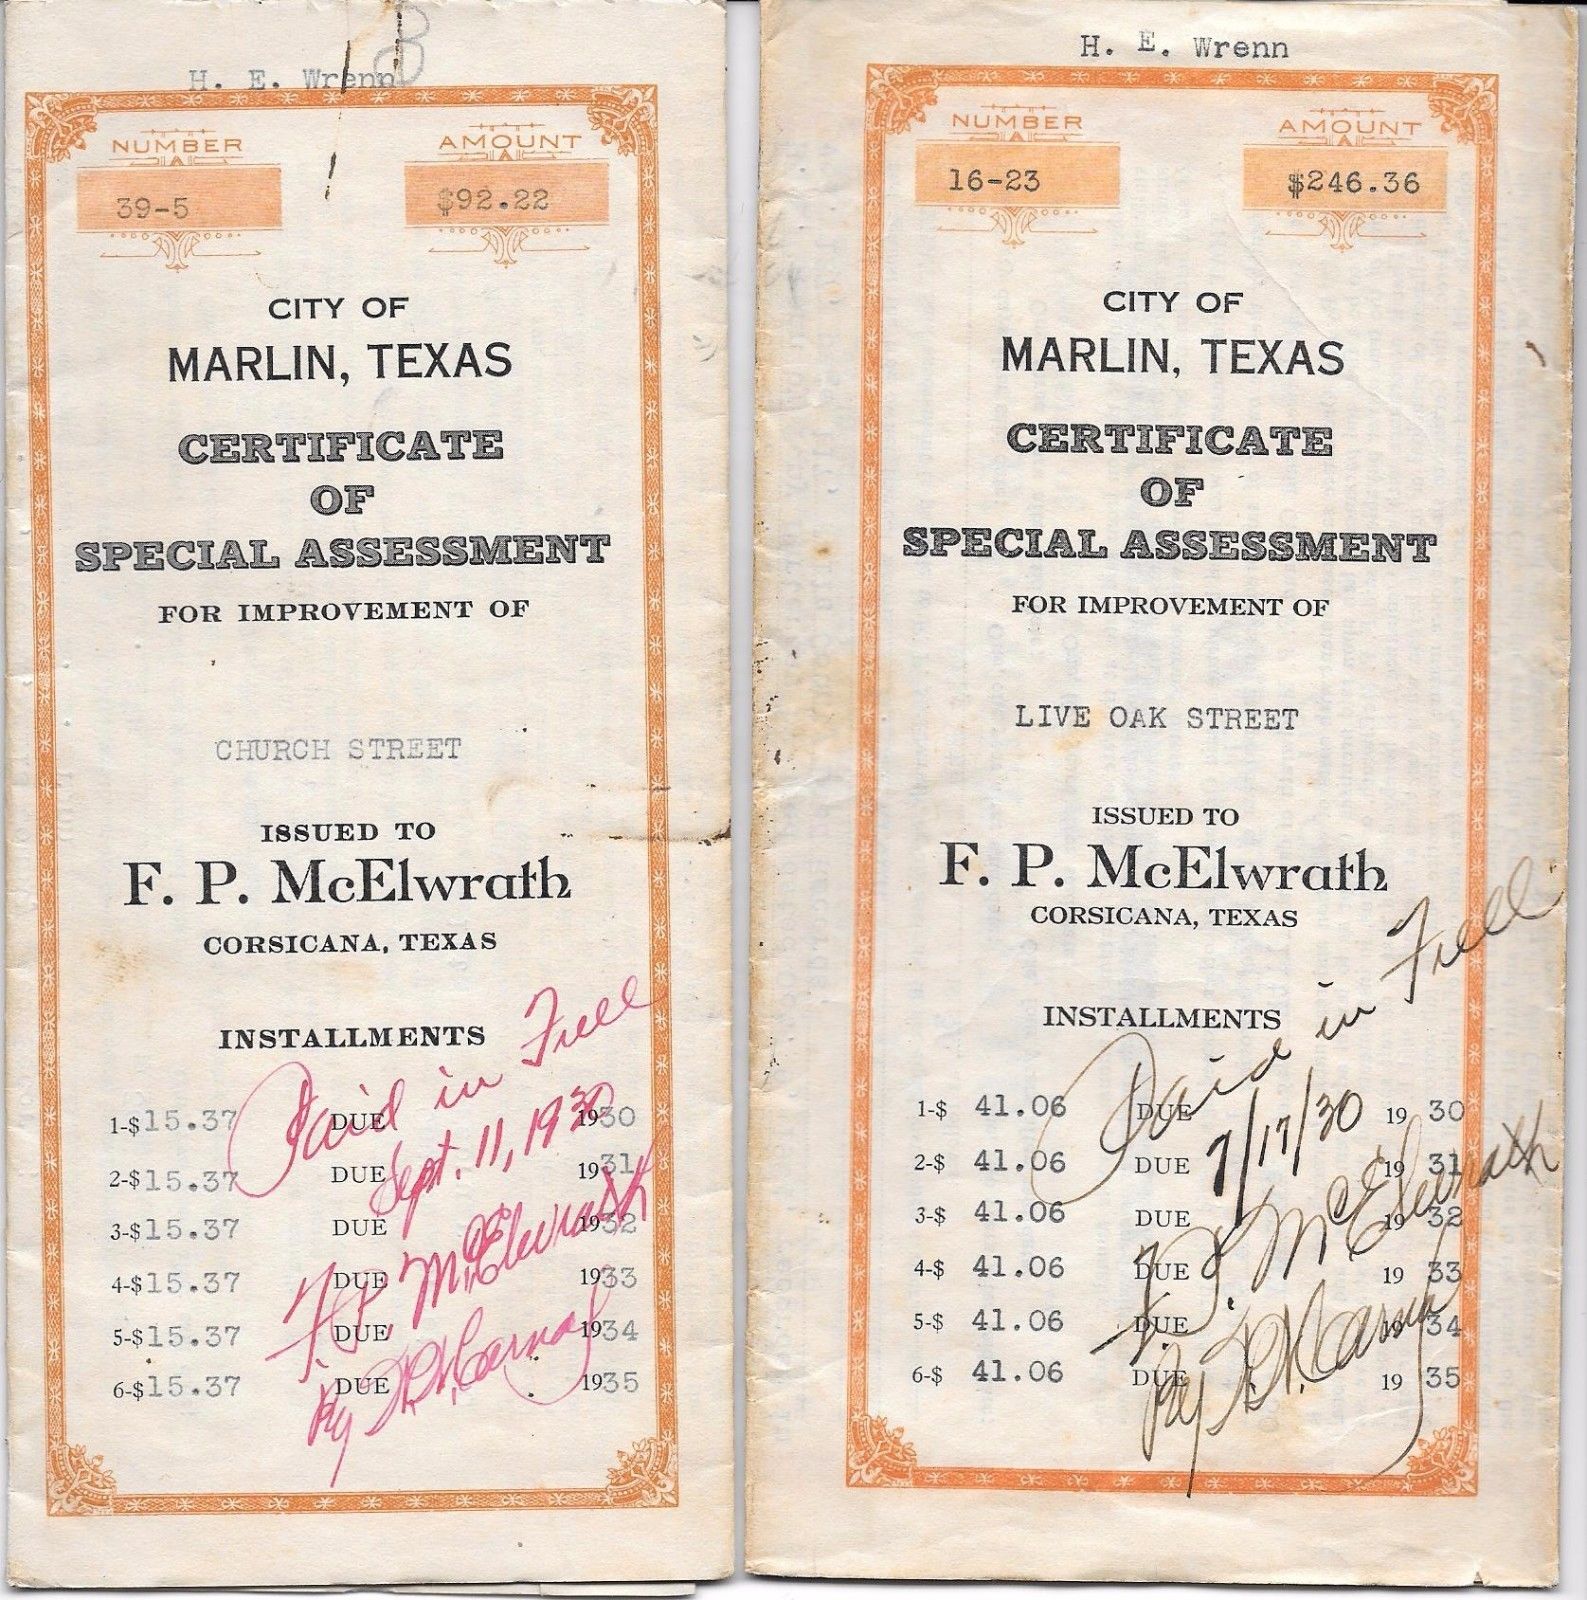 H. E. Wrenn
NUMBER AMOUNT
39-5 $92.22
CITY OF
MARLIN, TEXAS
CERTIFICATE
OF
SPECIAL ASSESSMENT
FOR IMPROVEMENT OF
CHURCH STREET
ISSUED TO
F. P. McElwrath
CORSICANA, TEXAS
INSTALLMENTS
Paid in Full
Sept. 11, 1930
F. P. McElwrath
By
1-$15.37 DUE 1930
2-$15.37 DUE 1931
3-$15.37 DUE 1932
4-$15.37 DUE 1933
5-$15.37 DUE 1934
6-$15.37 DUE 1935
H. E. Wrenn
NUMBER AMOUNT
16-23 $246.36
CITY OF
MARLIN, TEXAS
CERTIFICATE
OF
SPECIAL ASSESSMENT
FOR IMPROVEMENT OF
LIVE OAK STREET
ISSUED TO
F. P. McElwrath
CORSICANA, TEXAS
INSTALLMENTS
Paid in Full
7/17/30
F. P. McElwrath
By
1-$ 41.06 DUE 19 30
2-$ 41.06 DUE 19 31
3-$ 41.06 DUE 19 32
4-$ 41.06 DUE 19 33
5-$ 41.06 DUE 19 34
6-$ 41.06 DUE 19 35